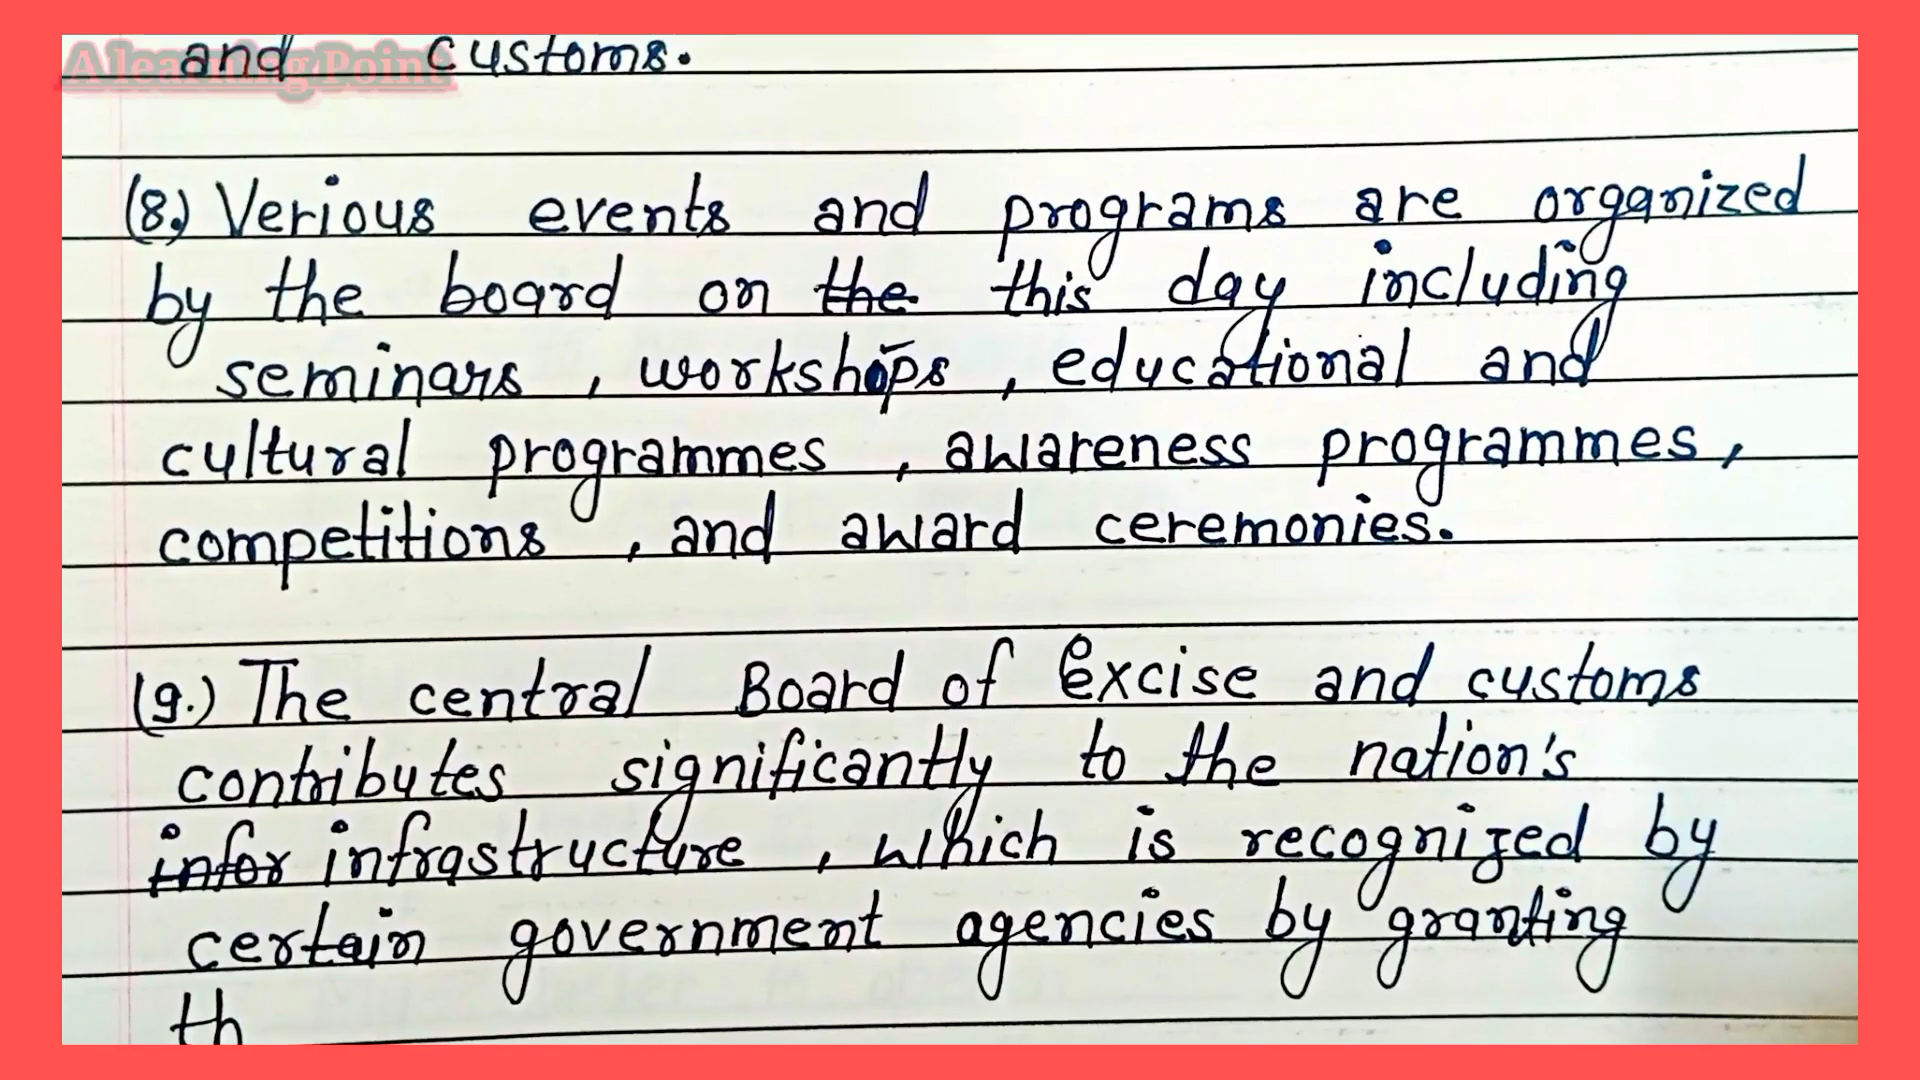 A learning Point
and customs.
(8.) Verious events and programs are organized
by the board on the this day including
seminars , workshops , educational and
cultural programmes , awareness programmes ,
competitions , and award ceremonies.
(9.) The central Board of Excise and customs
contributes significantly to the nation's
infor infrastructure , which is recognized by
certain government agencies by granting
th